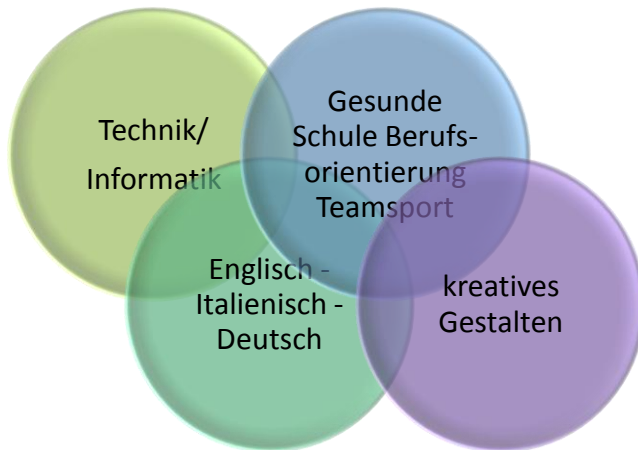 Technik/
Informatik
Gesunde
Schule Berufs-
orientierung
Teamsport
Englisch -
Italienisch -
Deutsch
kreatives
Gestalten